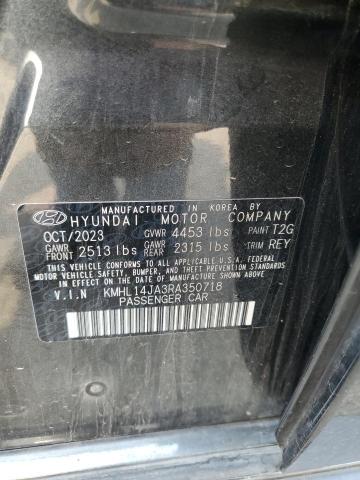 MANUFACTURED IN KOREA BY
HYUNDAI MOTOR COMPANY
OCT/2023 GVWR 4453 lbs PAINT T2G
GAWR FRONT 2513 lbs GAWR REAR 2315 lbs TRIM REY
THIS VEHICLE CONFORMS TO ALL APPLICABLE FEDERAL MOTOR
VEHICLE SAFETY, BUMPER, AND THEFT PREVENTION STANDARDS
IN EFFECT ON THE DATE OF MANUFACTURE SHOWN ABOVE.
V.I.N KMHL14JA3RA350718
PASSENGER CAR